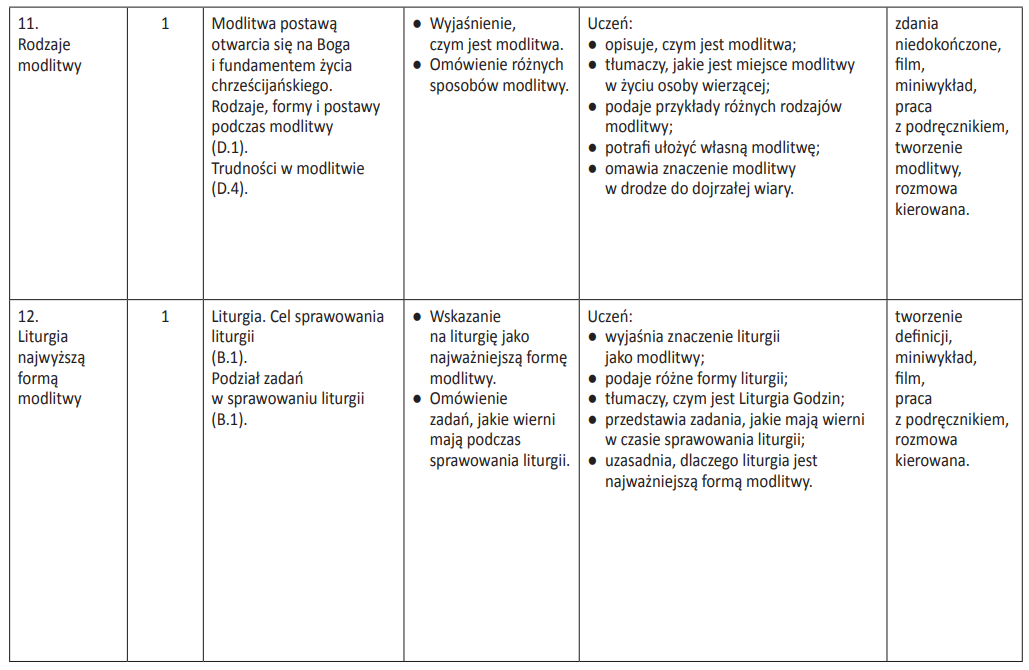 11.
Rodzaje
modlitwy
1
Modlitwa postawą
otwarcia się na Boga
i fundamentem życia
chrześcijańskiego.
Rodzaje, formy i postawy
podczas modlitwy
(D.1).
Trudności w modlitwie
(D.4).
● Wyjaśnienie,
czym jest modlitwa.
● Omówienie różnych
sposobów modlitwy.
Uczeń:
● opisuje, czym jest modlitwa;
● tłumaczy, jakie jest miejsce modlitwy
w życiu osoby wierzącej;
● podaje przykłady różnych rodzajów
modlitwy;
● potrafi ułożyć własną modlitwę;
● omawia znaczenie modlitwy
w drodze do dojrzałej wiary.
zdania
niedokończone,
film,
miniwykład,
praca
z podręcznikiem,
tworzenie
modlitwy,
rozmowa
kierowana.
12.
Liturgia
najwyższą
formą
modlitwy
1
Liturgia. Cel sprawowania
liturgii
(B.1).
Podział zadań
w sprawowaniu liturgii
(B.1).
● Wskazanie
na liturgię jako
najważniejszą formę
modlitwy.
● Omówienie
zadań, jakie wierni
mają podczas
sprawowania liturgii.
Uczeń:
● wyjaśnia znaczenie liturgii
jako modlitwy;
● podaje różne formy liturgii;
● tłumaczy, czym jest Liturgia Godzin;
● przedstawia zadania, jakie mają wierni
w czasie sprawowania liturgii;
● uzasadnia, dlaczego liturgia jest
najważniejszą formą modlitwy.
tworzenie
definicji,
miniwykład,
film,
praca
z podręcznikiem,
rozmowa
kierowana.